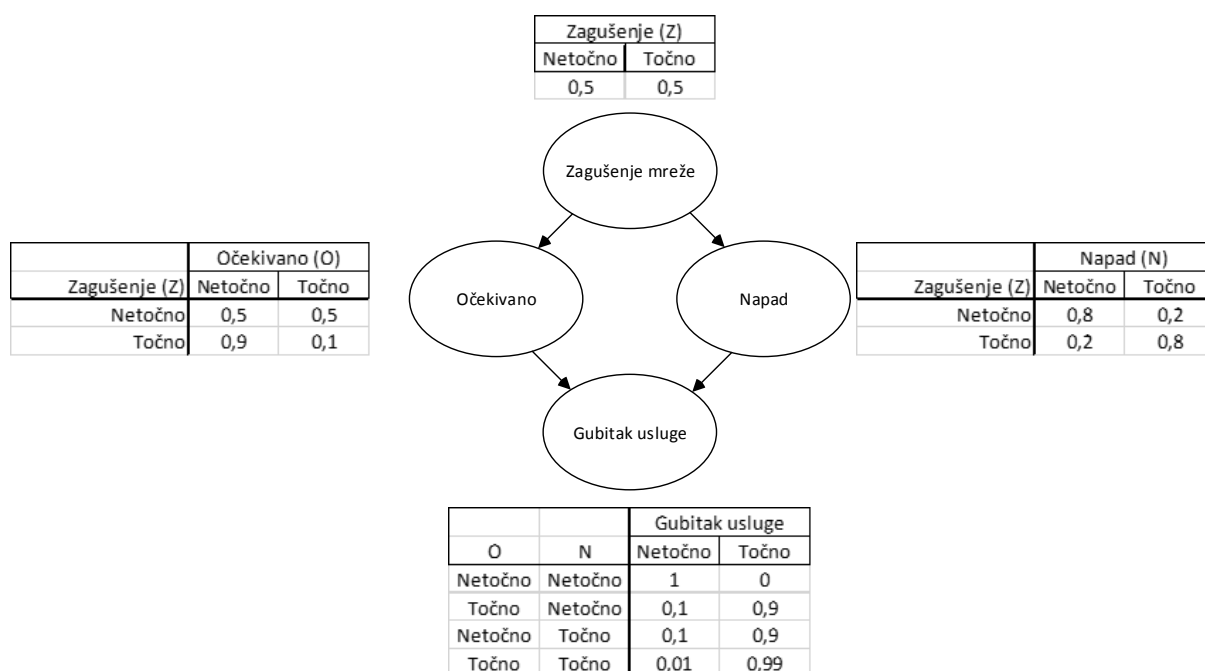 Zagušenje (Z)
Netočno Točno
0,5 0,5
Zagušenje mreže
Očekivano (O)
Zagušenje (Z) Netočno Točno
Netočno 0,5 0,5
Točno 0,9 0,1
Očekivano
Napad
Napad (N)
Zagušenje (Z) Netočno Točno
Netočno 0,8 0,2
Točno 0,2 0,8
Gubitak usluge
Gubitak usluge
O N Netočno Točno
Netočno Netočno 1 0
Točno Netočno 0,1 0,9
Netočno Točno 0,1 0,9
Točno Točno 0,01 0,99